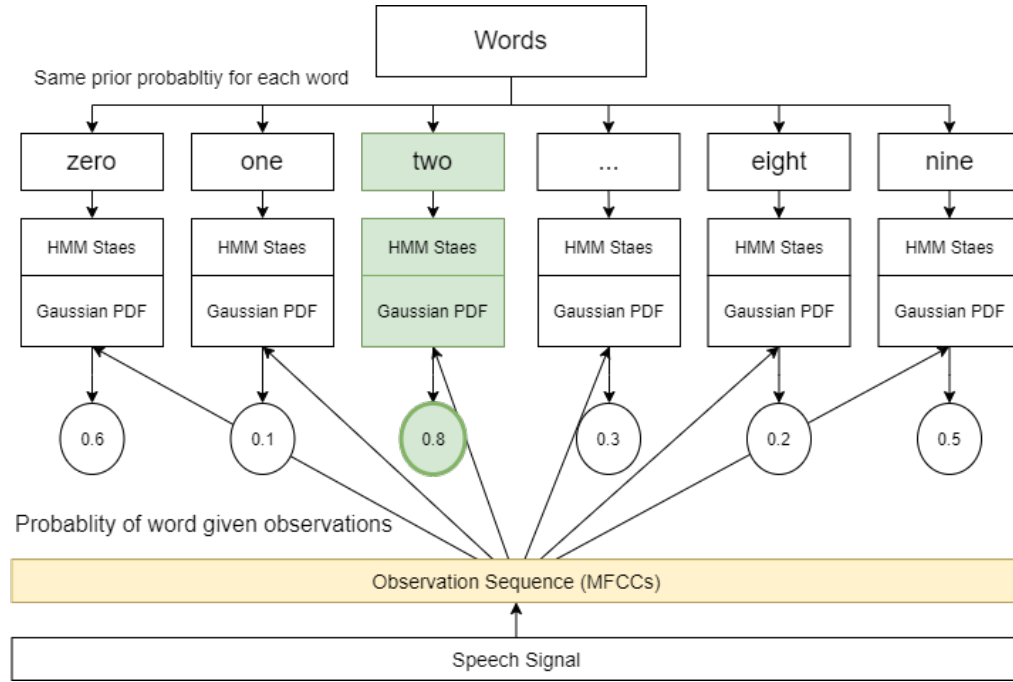 Words
Same prior probabltiy for each word
zero
one
two
...
eight
nine
HMM Staes
HMM Staes
HMM Staes
HMM Staes
HMM Staes
HMM Staes
Gaussian PDF
Gaussian PDF
Gaussian PDF
Gaussian PDF
Gaussian PDF
Gaussian PDF
0.6
0.1
0.8
0.3
0.2
0.5
Probablity of word given observations
Observation Sequence (MFCCs)
Speech Signal